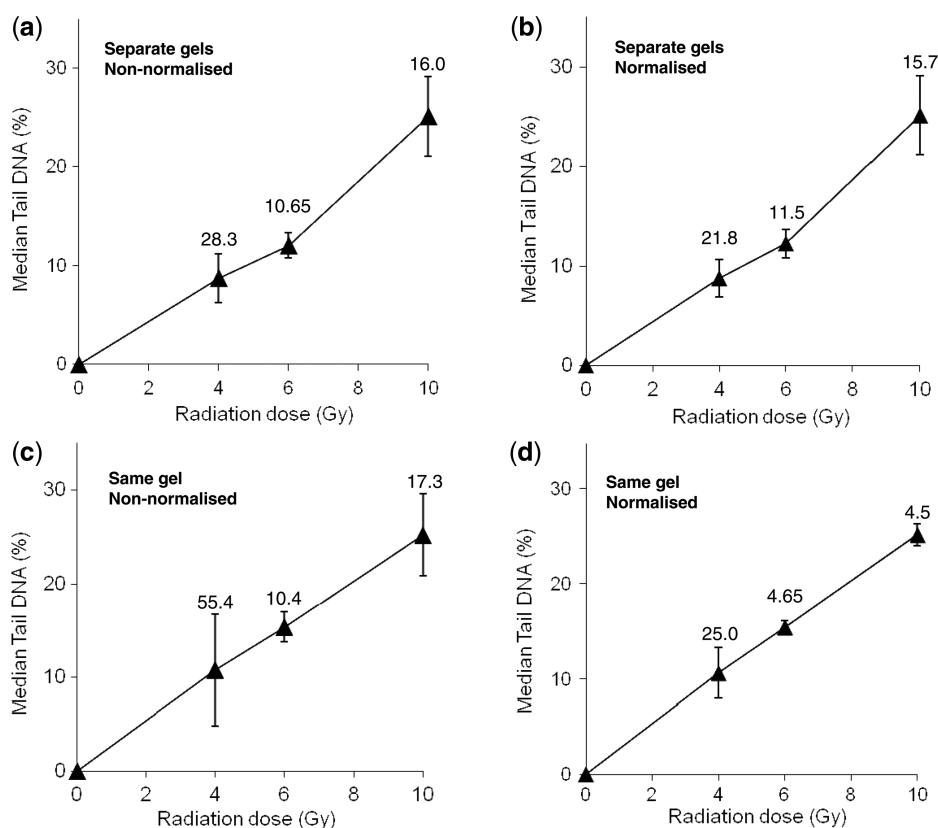 (a)
Separate gels
Non-normalised
Median Tail DNA (%)
30
20
10
0
28.3
10.65
16.0
0 2 4 6 8 10
Radiation dose (Gy)
(b)
Separate gels
Normalised
Median Tail DNA (%)
30
20
10
0
21.8
11.5
15.7
0 2 4 6 8 10
Radiation dose (Gy)
(c)
Same gel
Non-normalised
Median Tail DNA (%)
30
20
10
0
55.4
10.4
17.3
0 2 4 6 8 10
Radiation dose (Gy)
(d)
Same gel
Normalised
Median Tail DNA (%)
30
20
10
0
25.0
4.65
4.5
0 2 4 6 8 10
Radiation dose (Gy)